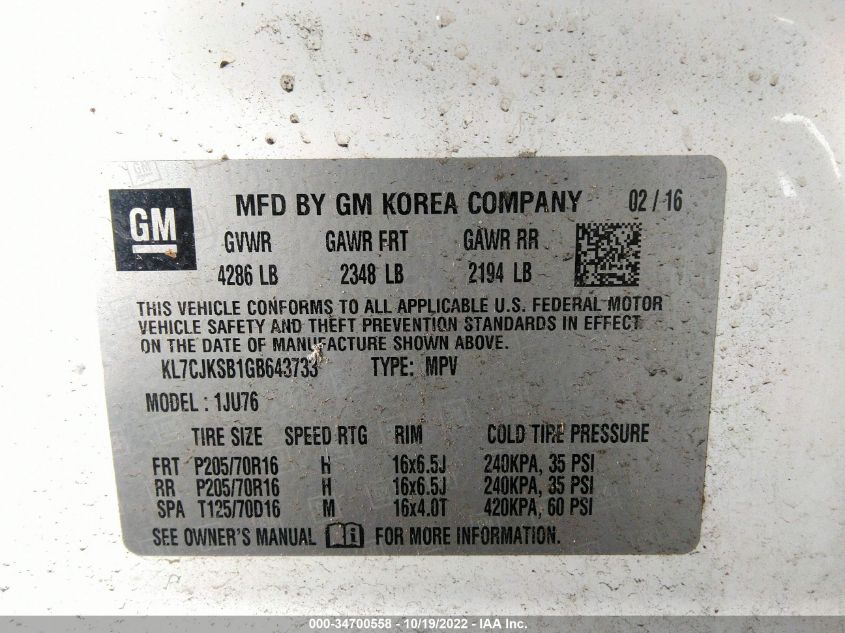 GM
MFD BY GM KOREA COMPANY 02 / 16
GVWR GAWR FRT GAWR RR
4286 LB 2348 LB 2194 LB
THIS VEHICLE CONFORMS TO ALL APPLICABLE U.S. FEDERAL MOTOR
VEHICLE SAFETY AND THEFT PREVENTION STANDARDS IN EFFECT
ON THE DATE OF MANUFACTURE SHOWN ABOVE.
KL7CJKSB1GB643733 TYPE: MPV
MODEL : 1JU76
TIRE SIZE SPEED RTG RIM COLD TIRE PRESSURE
FRT P205/70R16 H 16x6.5J 240KPA, 35 PSI
RR P205/70R16 H 16x6.5J 240KPA, 35 PSI
SPA T125/70D16 M 16x4.0T 420KPA, 60 PSI
SEE OWNER'S MANUAL FOR MORE INFORMATION.
000-34700558 - 10/19/2022 - IAA Inc.